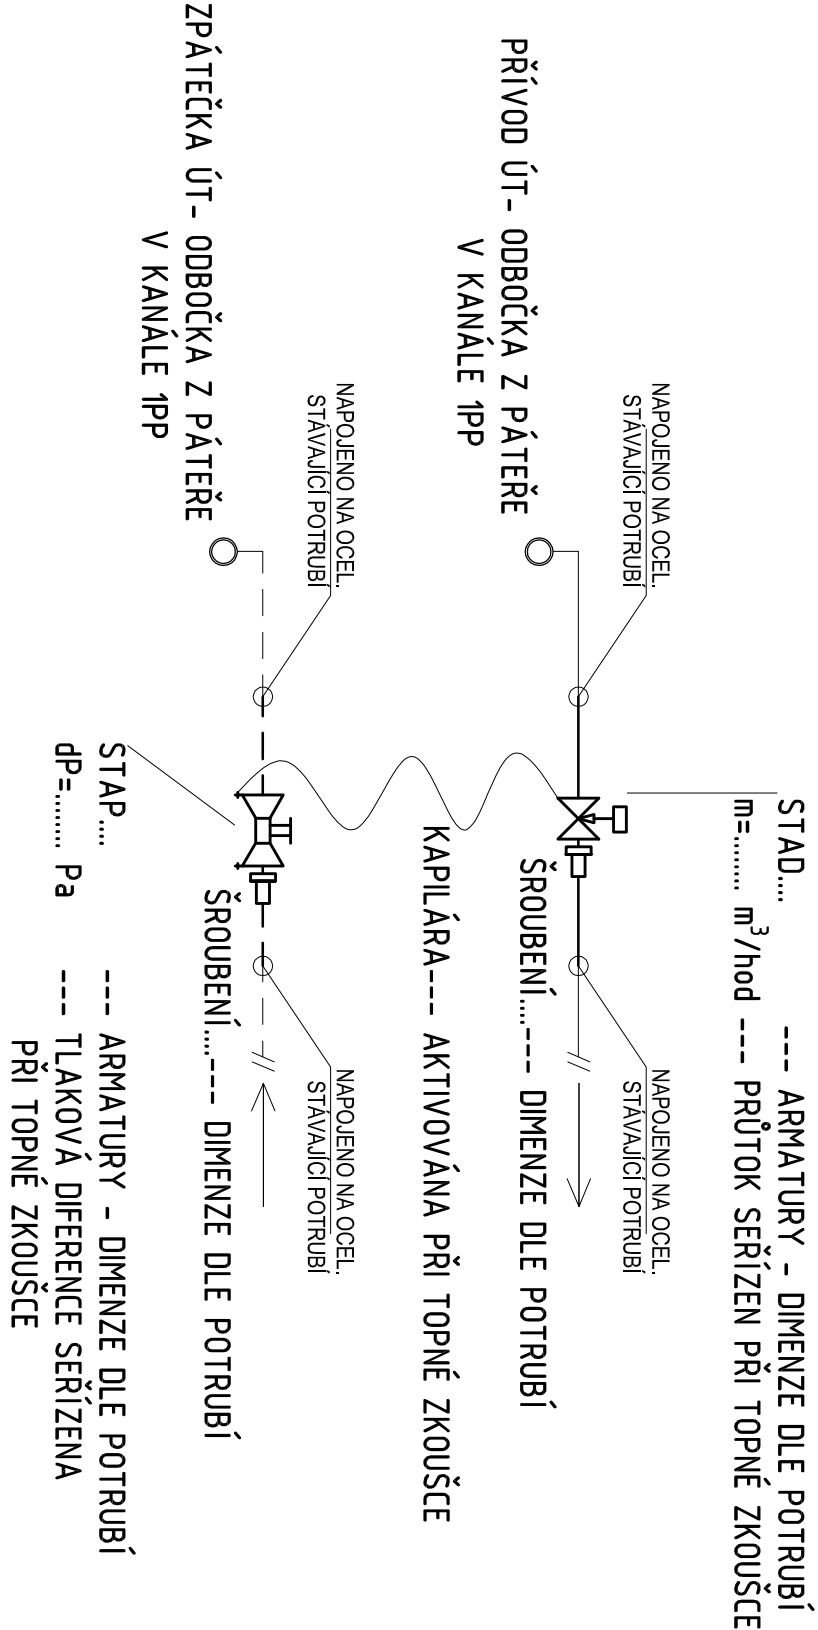 STAD.... --- ARMATURY - DIMENZE DLE POTRUBÍ
m=........ m³/hod --- PRŮTOK SEŘÍZEN PŘI TOPNÉ ZKOUŠCE
NAPOJENO NA OCEL.
STÁVAJÍCÍ POTRUBÍ
NAPOJENO NA OCEL.
STÁVAJÍCÍ POTRUBÍ
PŘÍVOD ÚT- ODBOČKA Z PÁTEŘE
V KANÁLE 1PP
ŠROUBENÍ....--- DIMENZE DLE POTRUBÍ
KAPILÁRA--- AKTIVOVÁNA PŘI TOPNÉ ZKOUŠCE
NAPOJENO NA OCEL.
STÁVAJÍCÍ POTRUBÍ
NAPOJENO NA OCEL.
STÁVAJÍCÍ POTRUBÍ
ZPÁTEČKA ÚT- ODBOČKA Z PÁTEŘE
V KANÁLE 1PP
ŠROUBENÍ....--- DIMENZE DLE POTRUBÍ
STAP.... --- ARMATURY - DIMENZE DLE POTRUBÍ
dP=........ Pa --- TLAKOVÁ DIFERENCE SEŘÍZENA
PŘI TOPNÉ ZKOUŠCE